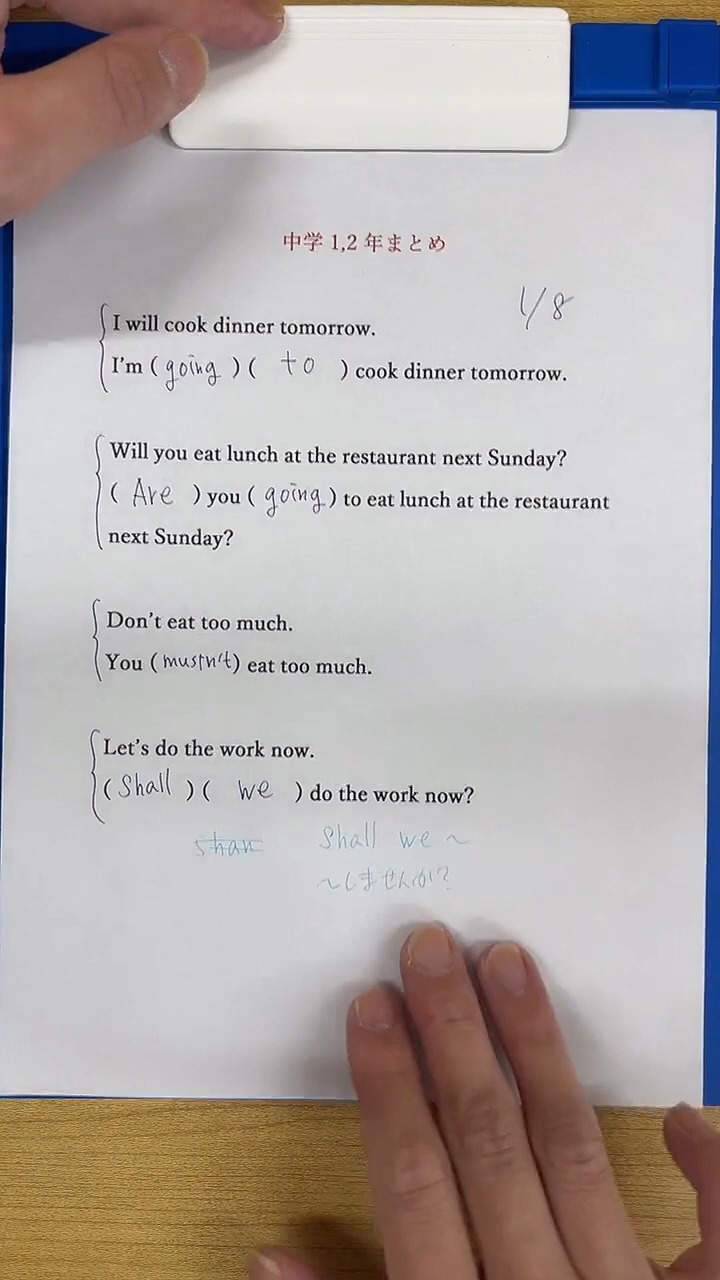 中学 1,2 年まとめ
1/8
I will cook dinner tomorrow.
I'm ( going ) ( to ) cook dinner tomorrow.
Will you eat lunch at the restaurant next Sunday?
( Are ) you ( going ) to eat lunch at the restaurant
next Sunday?
Don't eat too much.
You ( mustn't ) eat too much.
Let's do the work now.
( Shall ) ( we ) do the work now?
shall we ~
~しませんか?